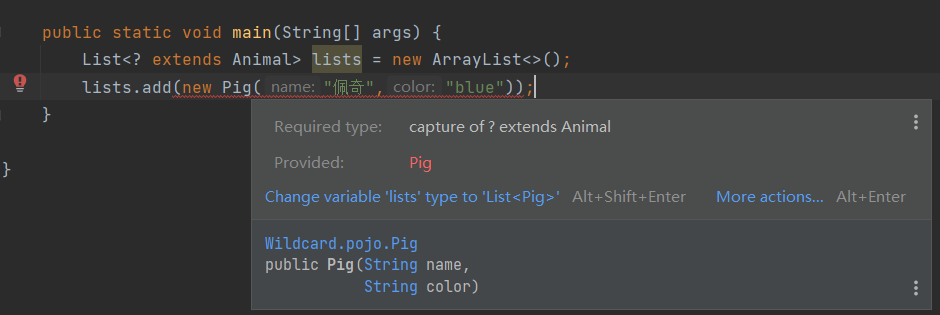 public static void main(String[] args) {
List<? extends Animal> lists = new ArrayList<>();
lists.add(new Pig( name: "佩奇", color: "blue"));
}
}
Required type: capture of ? extends Animal
Provided: Pig
Change variable 'lists' type to 'List<Pig>' Alt+Shift+Enter More actions... Alt+Enter
Wildcard.pojo.Pig
public Pig(String name,
String color)